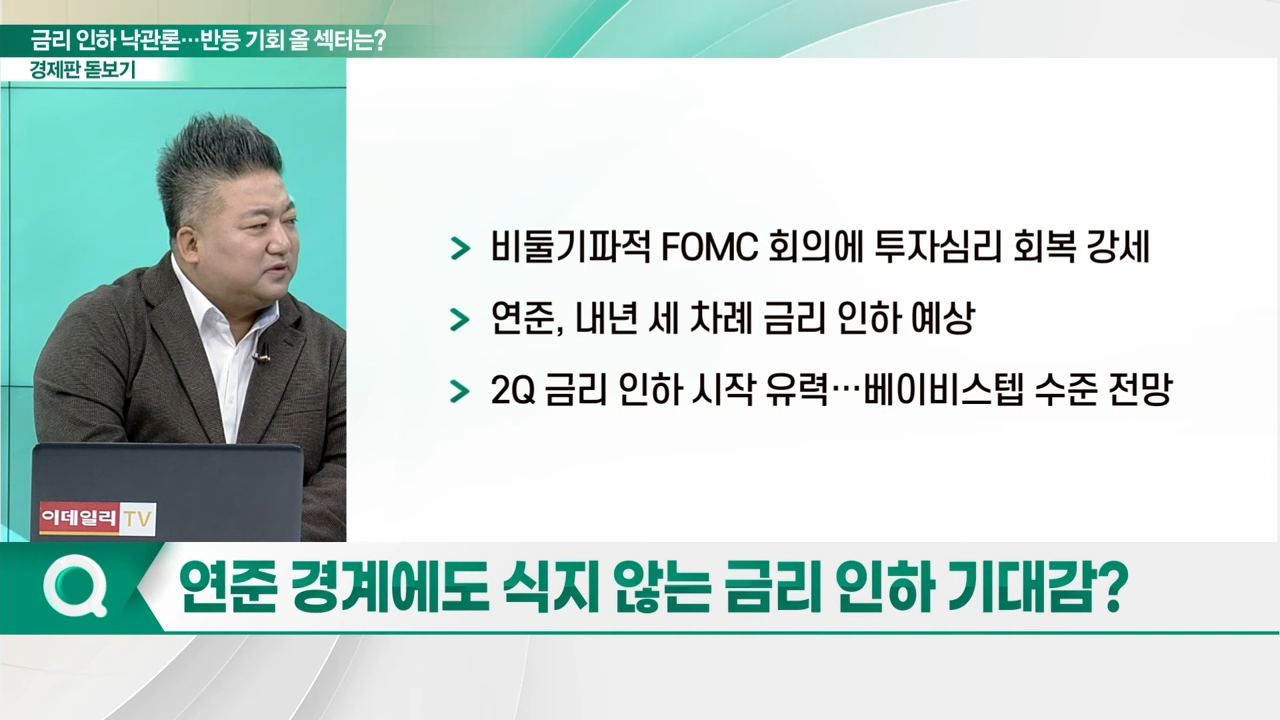 금리 인하 낙관론…반등 기회 올 섹터는?
경제판 돋보기
> 비둘기파적 FOMC 회의에 투자심리 회복 강세
> 연준, 내년 세 차례 금리 인하 예상
> 2Q 금리 인하 시작 유력…베이비스텝 수준 전망
이데일리 TV
Q 연준 경계에도 식지 않는 금리 인하 기대감?